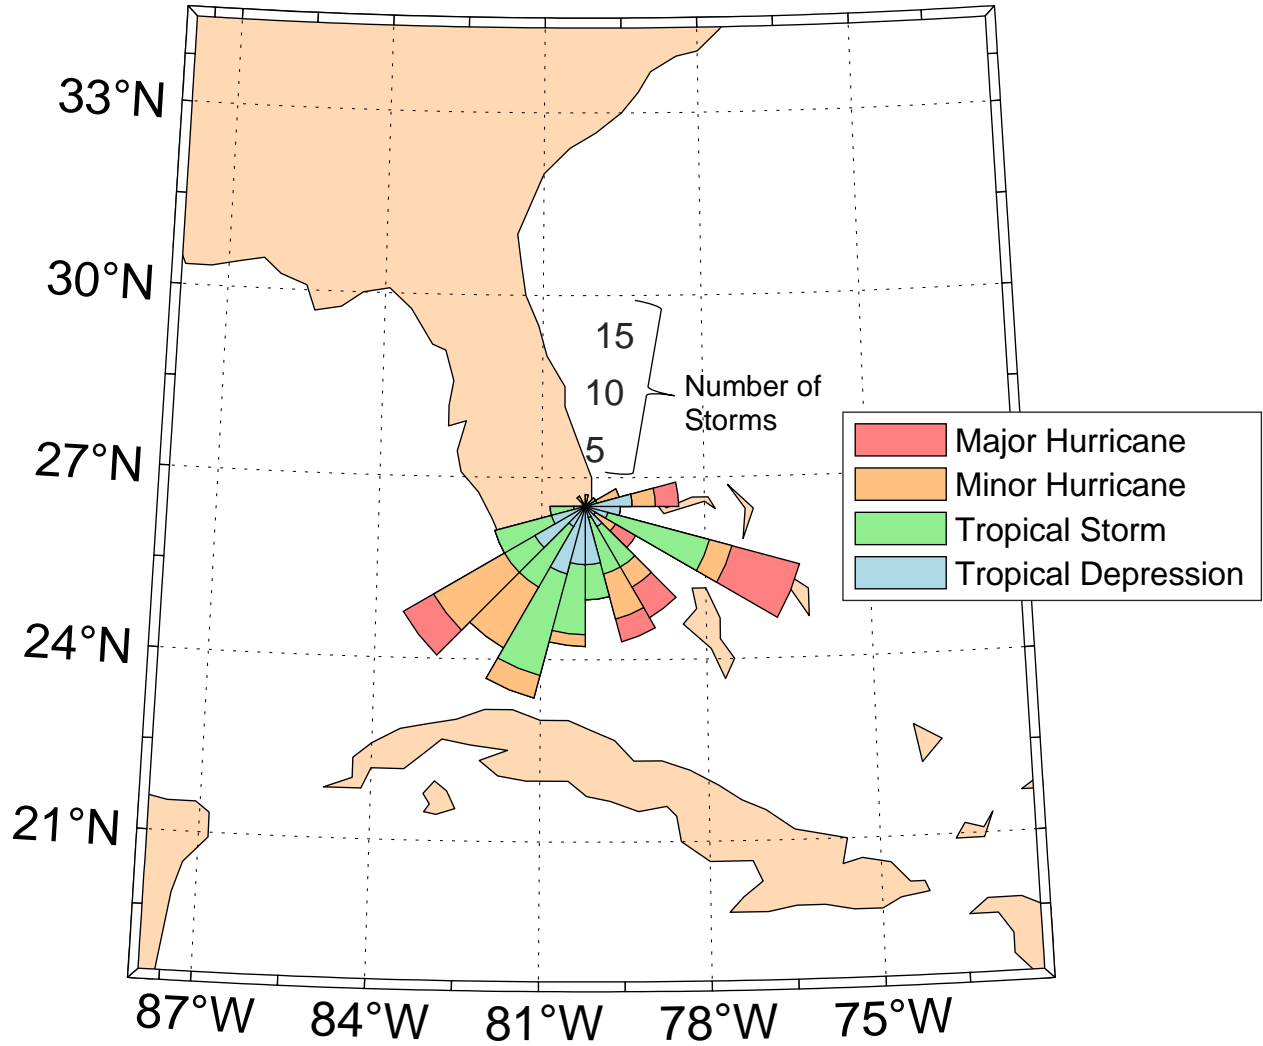 33°N
30°N
27°N
24°N
21°N
15
10
5
Number of
Storms
Major Hurricane
Minor Hurricane
Tropical Storm
Tropical Depression
87°W
84°W
81°W
78°W
75°W